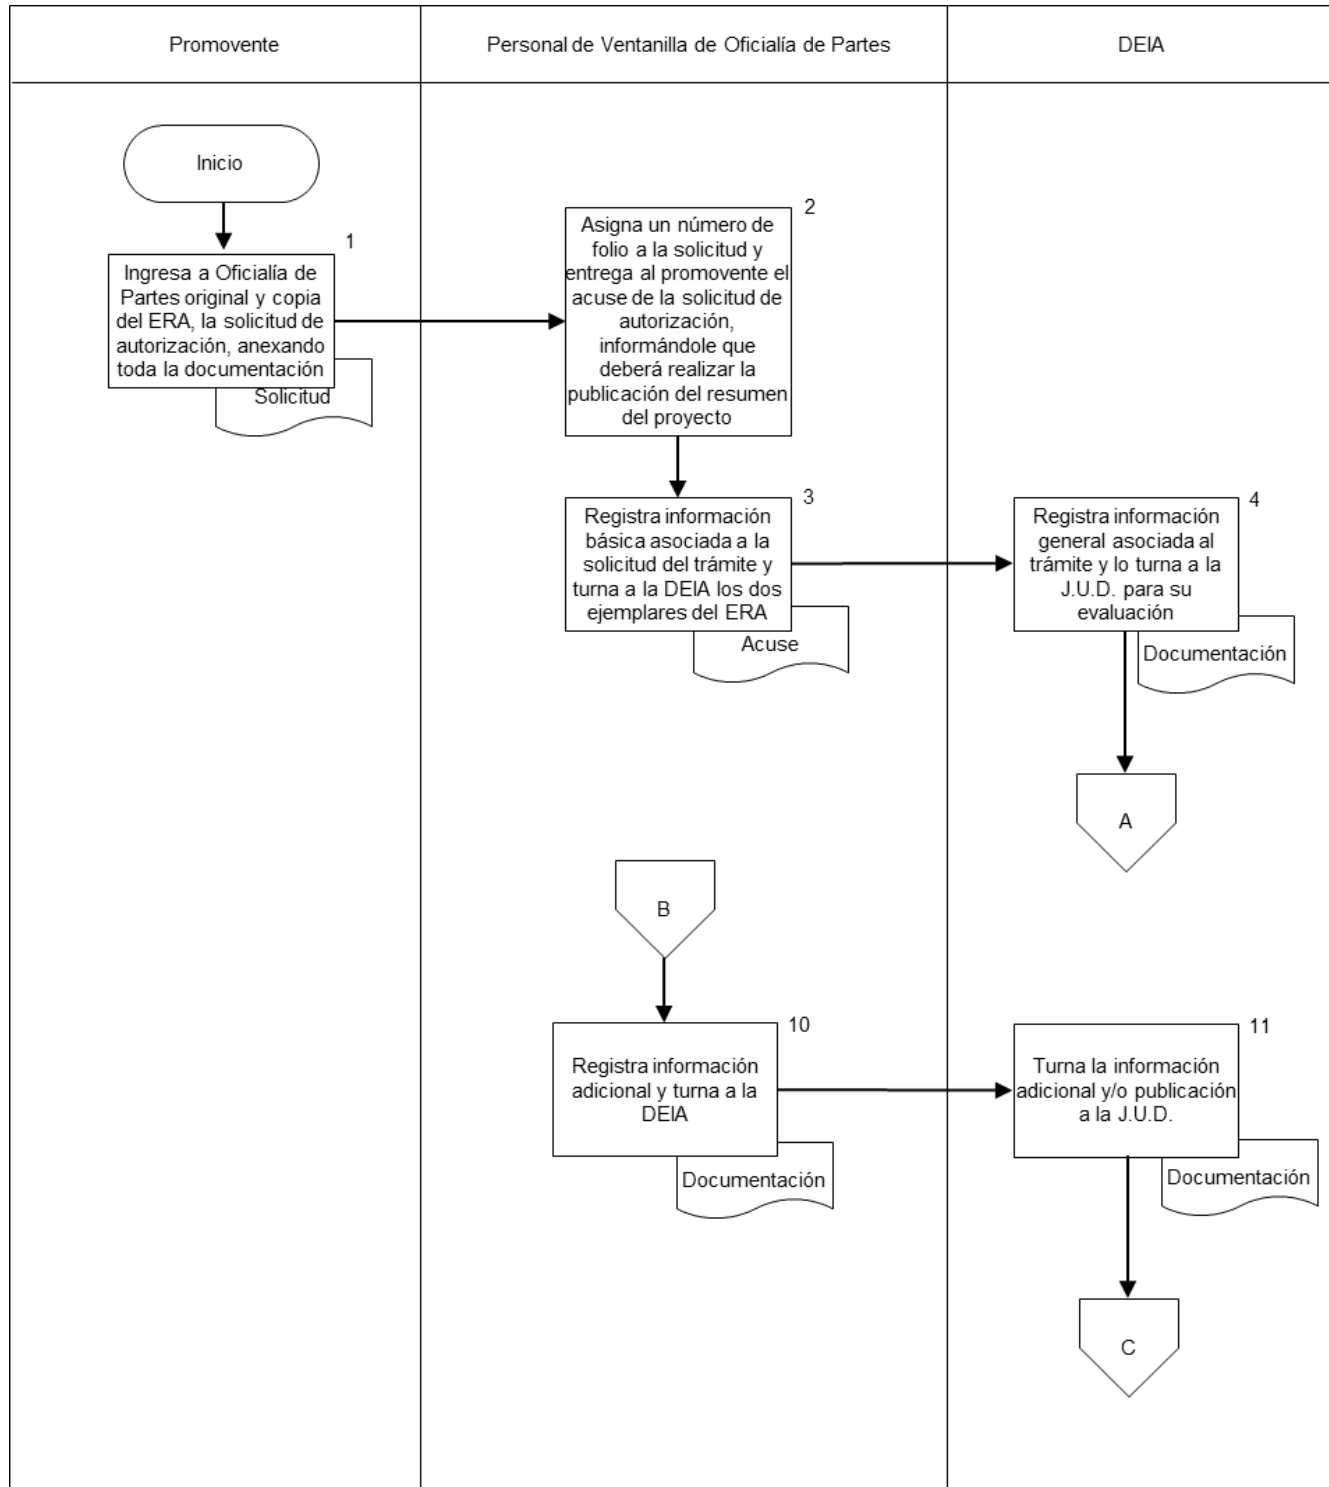 Promovente
Personal de Ventanilla de Oficialía de Partes
DEIA
Inicio
1
Ingresa a Oficialía de
Partes original y copia
del ERA, la solicitud de
autorización, anexando
toda la documentación
Solicitud
2
Asigna un número de
folio a la solicitud y
entrega al promovente el
acuse de la solicitud de
autorización,
informándole que
deberá realizar la
publicación del resumen
del proyecto
3
Registra información
básica asociada a la
solicitud del trámite y
turna a la DEIA los dos
ejemplares del ERA
Acuse
4
Registra información
general asociada al
trámite y lo turna a la
J.U.D. para su
evaluación
Documentación
A
B
10
Registra información
adicional y turna a la
DEIA
Documentación
11
Turna la información
adicional y/o publicación
a la J.U.D.
Documentación
C